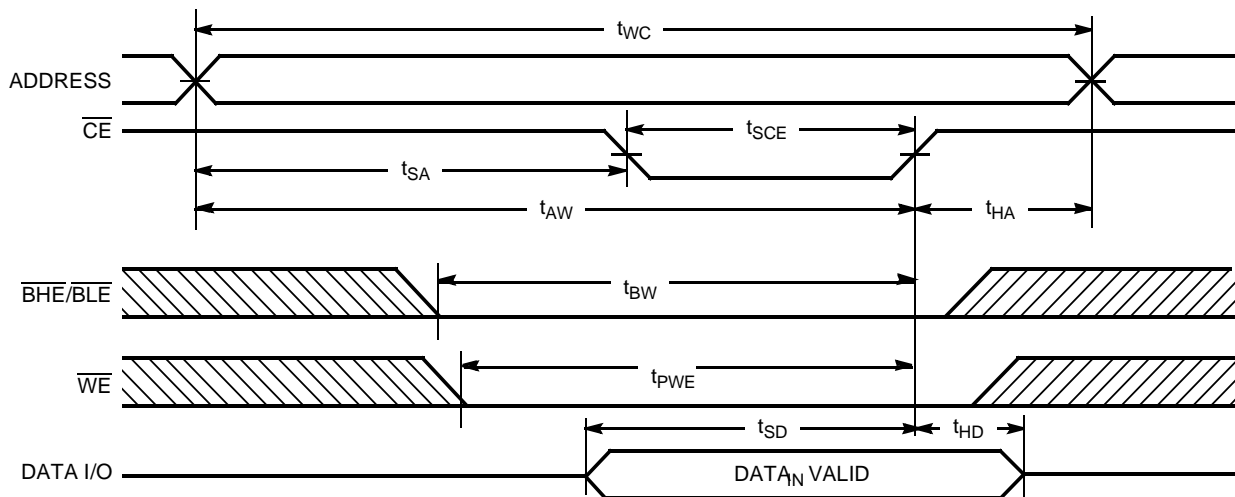 tWC
ADDRESS
CE
tSCE
tSA
tAW
tHA
BHE/BLE
tBW
WE
tPWE
tSD
tHD
DATA I/O
DATAIN VALID